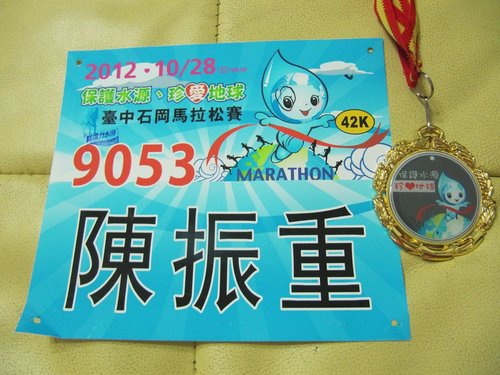 2012・10/28
保護水源、珍愛地球
臺中石岡馬拉松賽
42K
9053
MARATHON
陳振重
保護水源
珍 地球